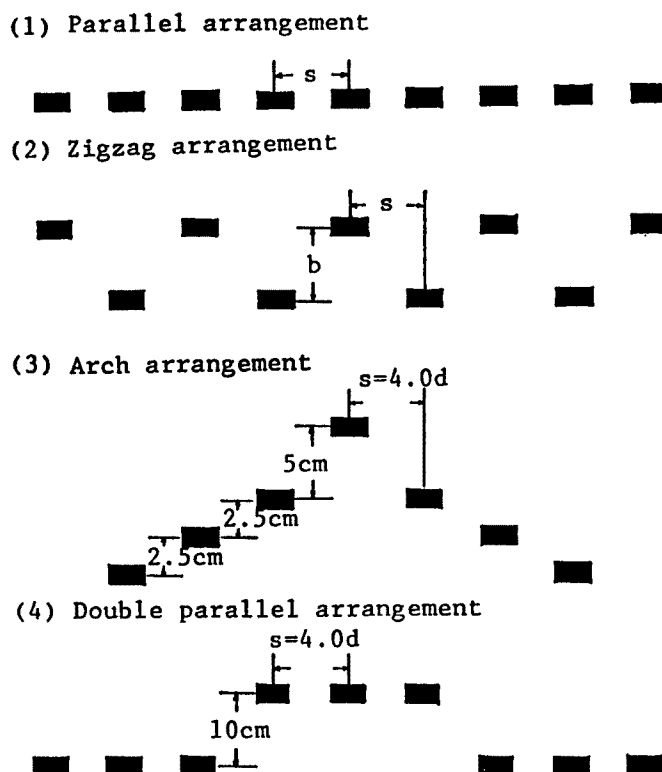 (1) Parallel arrangement
s
(2) Zigzag arrangement
s
b
(3) Arch arrangement
s=4.0d
5cm
2.5cm
2.5cm
(4) Double parallel arrangement
s=4.0d
10cm